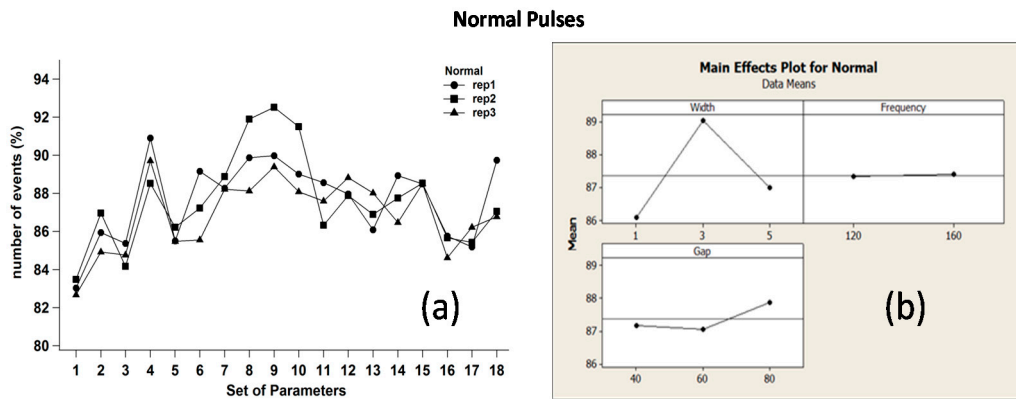 Normal Pulses
94
92
90
88
86
84
82
80
number of events (%)
Normal
rep1
rep2
rep3
(a)
1 2 3 4 5 6 7 8 9 10 11 12 13 14 15 16 17 18
Set of Parameters
Main Effects Plot for Normal
Data Means
Width Frequency
89
88
87
86
1 3 5 120 160
Mean
Gap
89
88
87
86
40 60 80
(b)